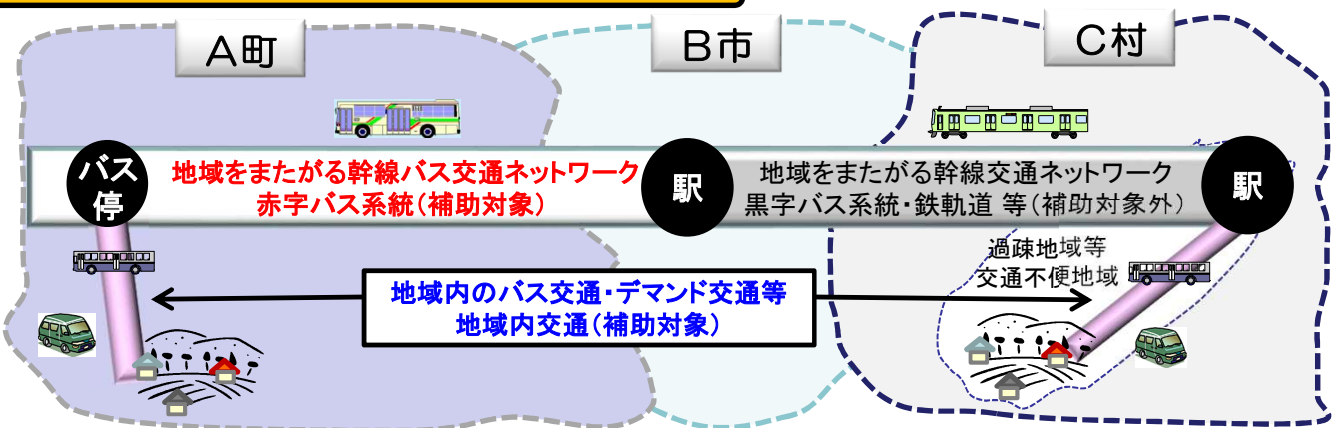 A町
B市
C村
バス
停
地域をまたがる幹線バス交通ネットワーク
赤字バス系統(補助対象)
駅
地域をまたがる幹線交通ネットワーク
黒字バス系統・鉄軌道 等(補助対象外)
駅
過疎地域等
交通不便地域
地域内のバス交通・デマンド交通等
地域内交通(補助対象)